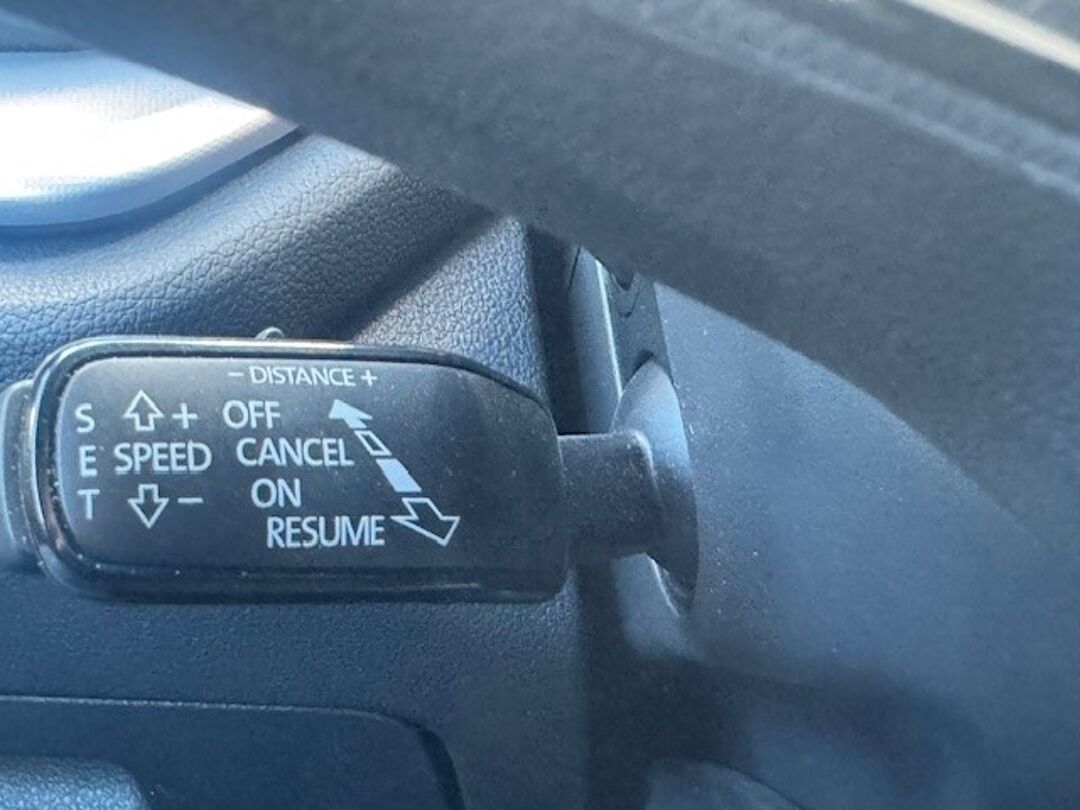 - DISTANCE +
S + OFF
E SPEED CANCEL
T - ON
RESUME